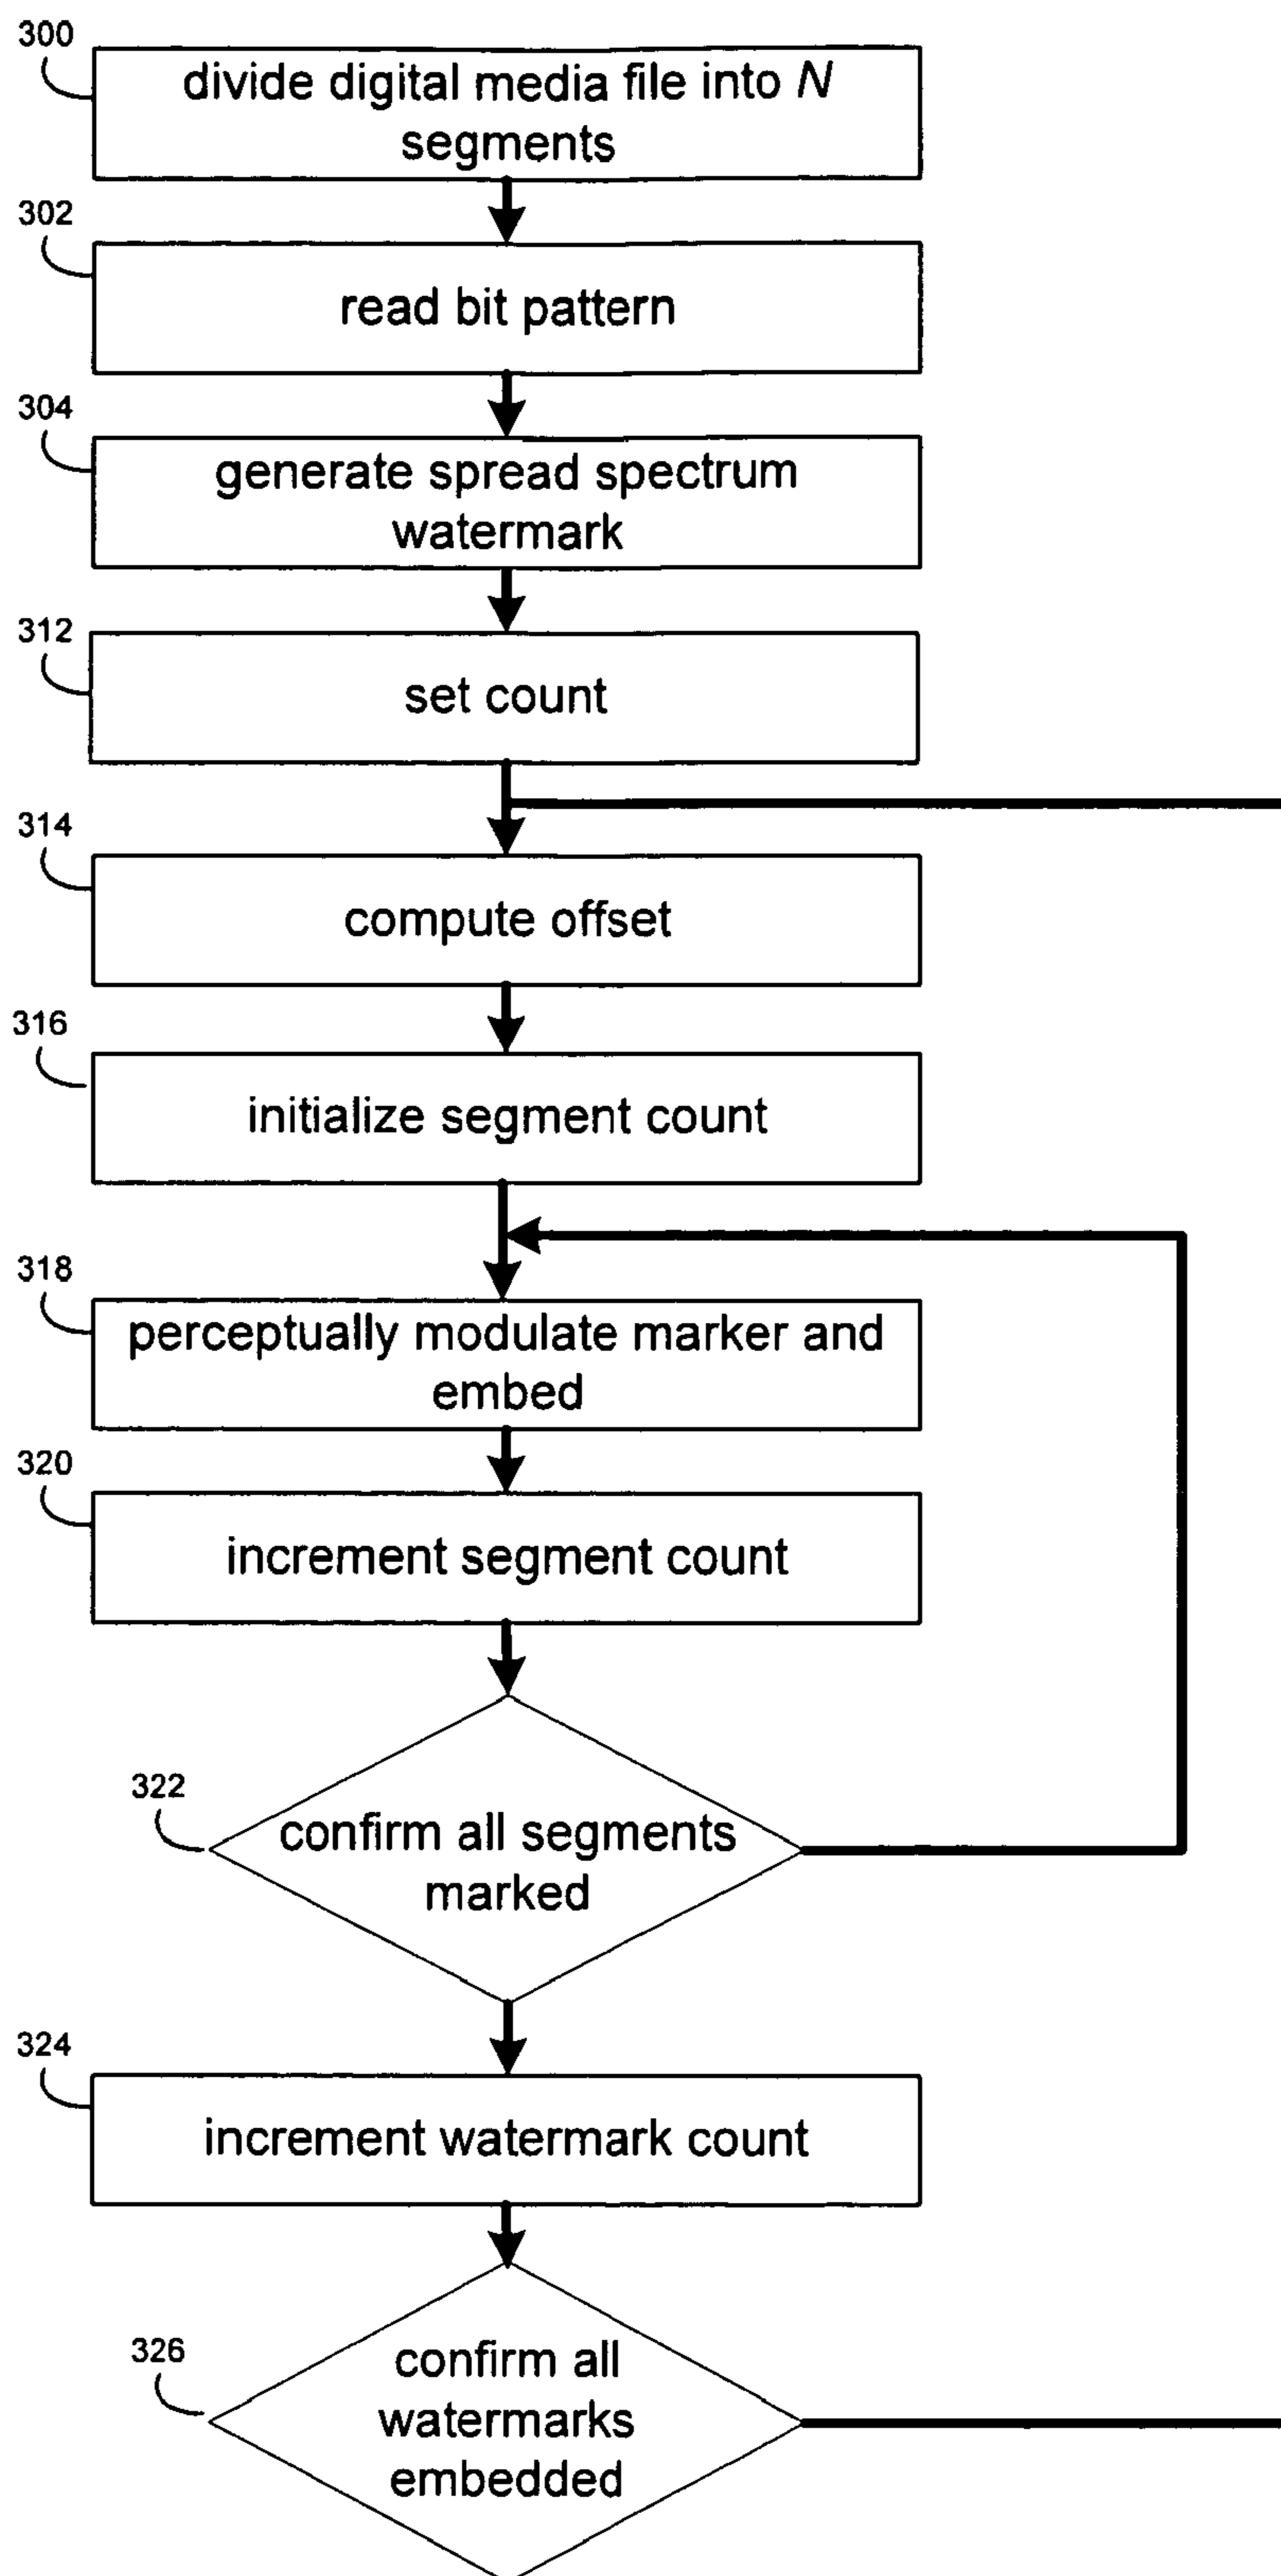 300
divide digital media file into N
segments
302
read bit pattern
304
generate spread spectrum
watermark
312
set count
314
compute offset
316
initialize segment count
318
perceptually modulate marker and
embed
320
increment segment count
322
confirm all segments
marked
324
increment watermark count
326
confirm all
watermarks
embedded